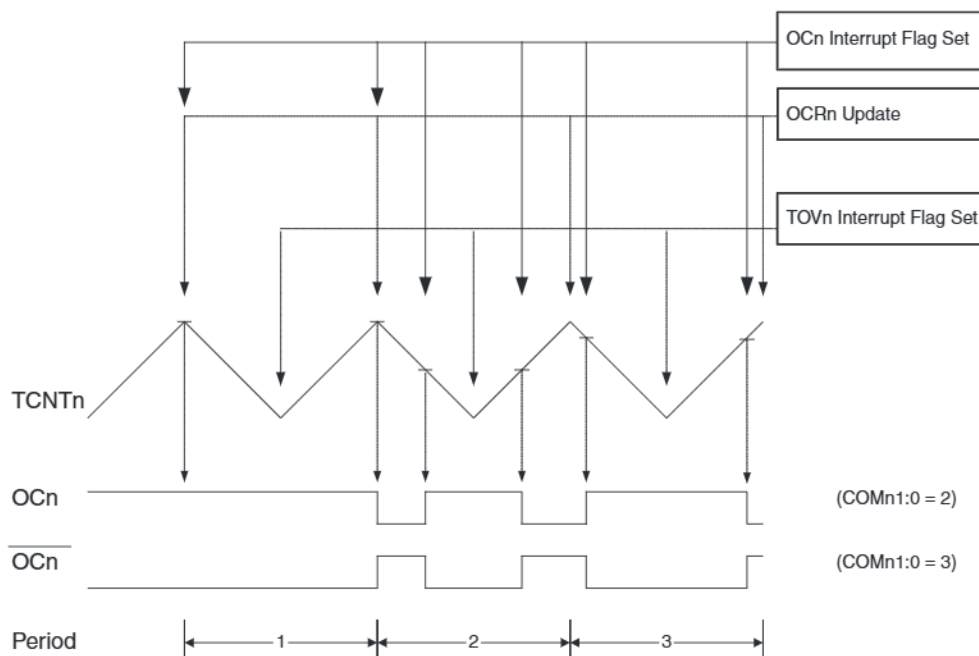 OCn Interrupt Flag Set
OCRn Update
TOVn Interrupt Flag Set
TCNTn
OCn
(COMn1:0 = 2)
OCn
(COMn1:0 = 3)
Period
1
2
3